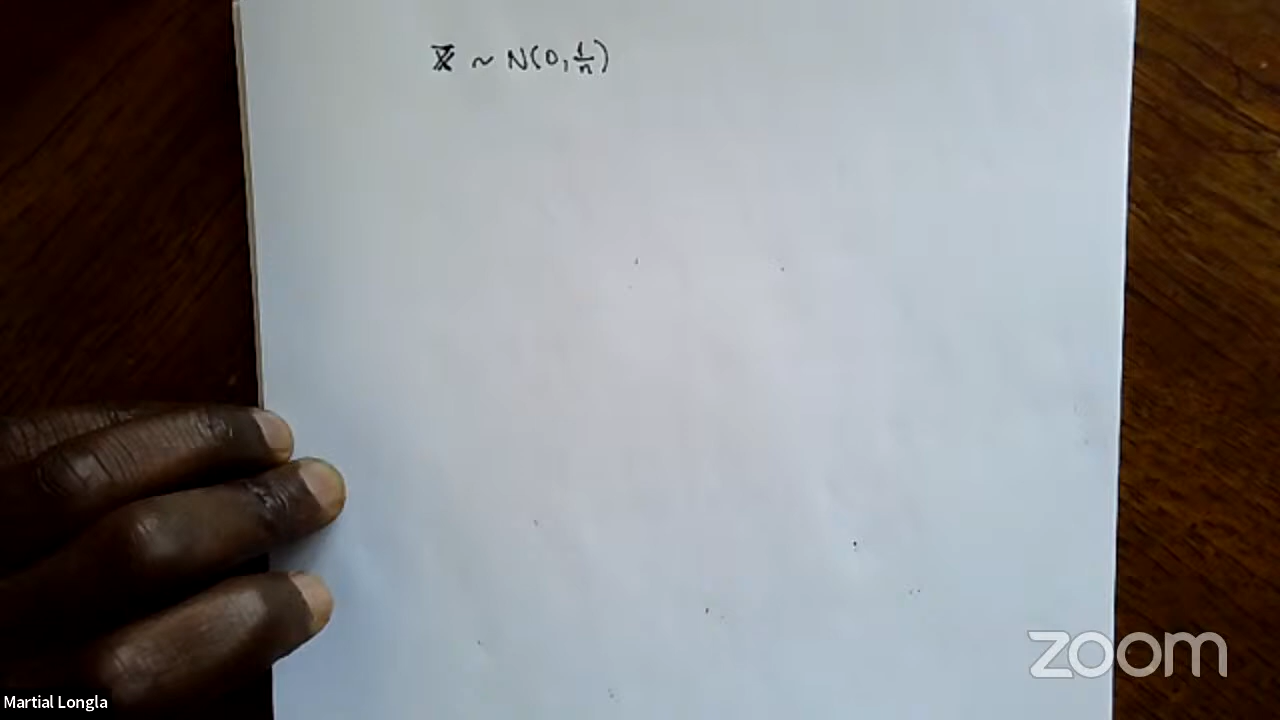 X̄ ~ N(0, 1/n)
zoom
Martial Longla